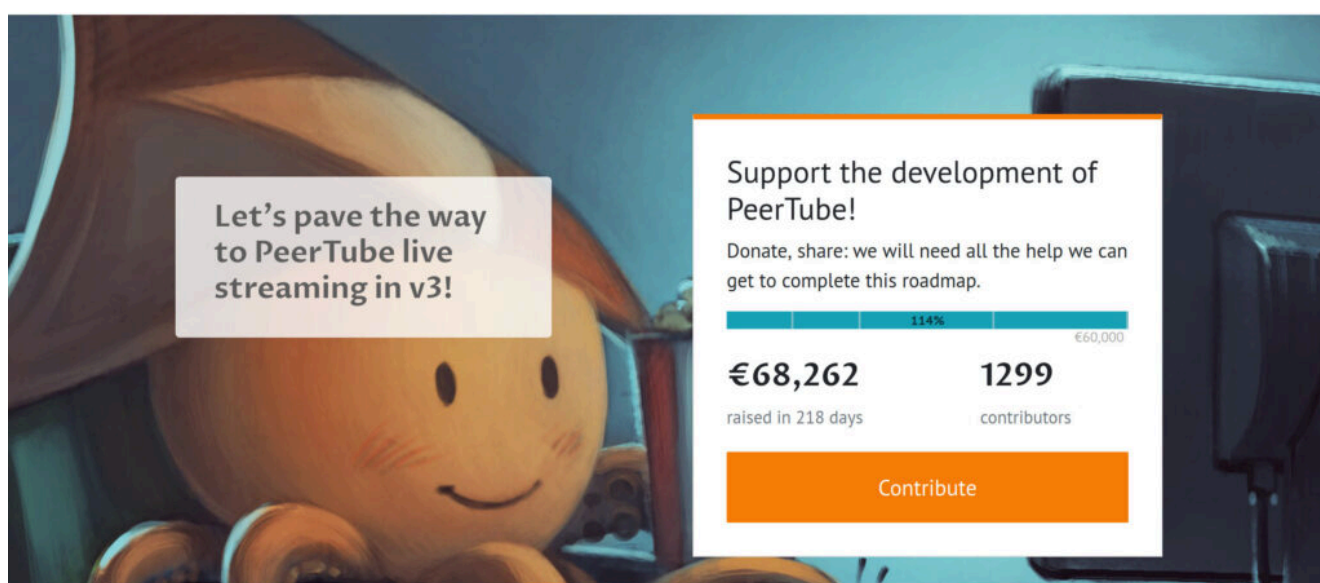 Let’s pave the way
to PeerTube live
streaming in v3!
Support the development of
PeerTube!
Donate, share: we will need all the help we can
get to complete this roadmap.
114%
€60,000
€68,262
1299
raised in 218 days
contributors
Contribute